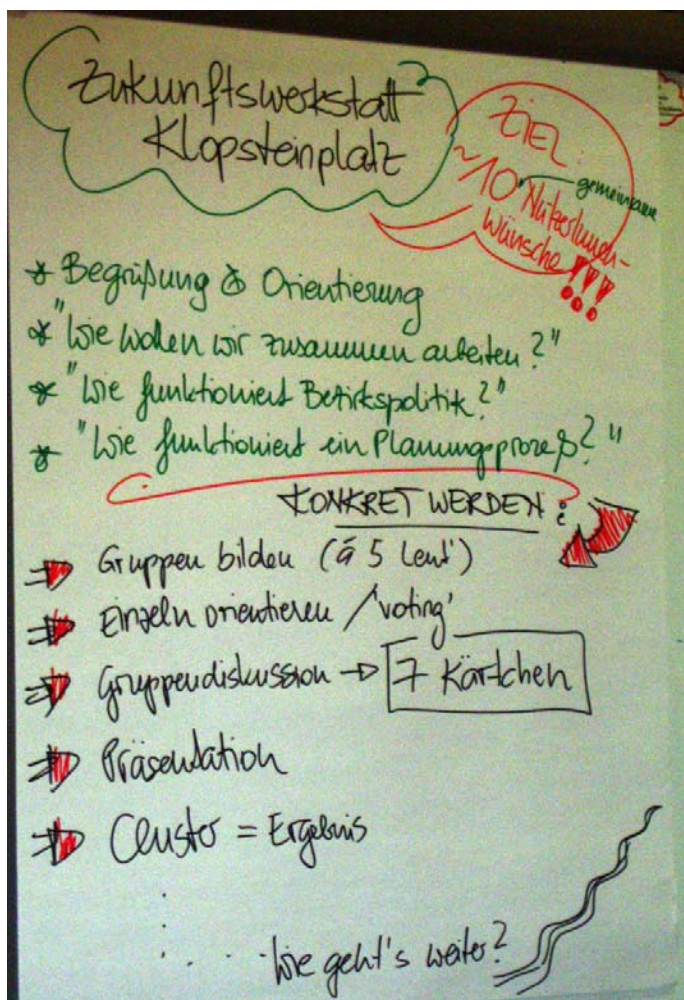 Zukunftswerkstatt
Klopsteinplatz
ZIEL:
~10 gemeinsame
NutzerInnen-
wünsche!!!
* Begrüßung & Orientierung
* "Wie wollen wir zusammen arbeiten?"
* "Wie funktioniert Bezirkspolitik?"
* "Wie funktioniert ein Planungsprozeß?"
KONKRET WERDEN:
Gruppen bilden (á 5 Leut')
Einzeln orientieren / 'voting'
Gruppendiskussion → 7 Kärtchen
Präsentation
Cluster = Ergebnis
Wie geht's weiter?